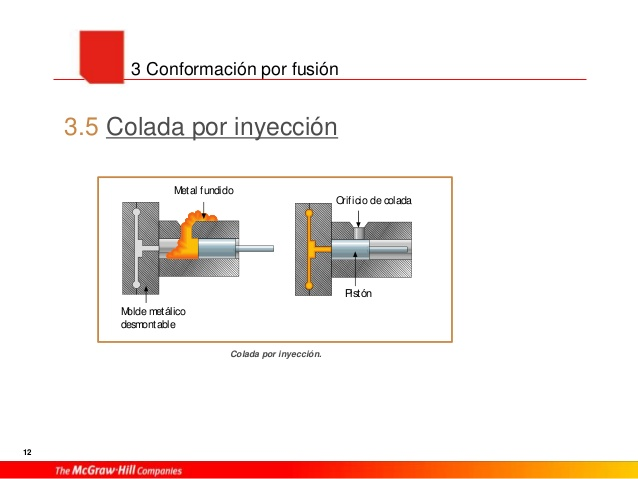 3 Conformación por fusión
3.5 Colada por inyección
Metal fundido
Orificio de colada
Pistón
Molde metálico
desmontable
Colada por inyección.
12
The McGraw·Hill Companies